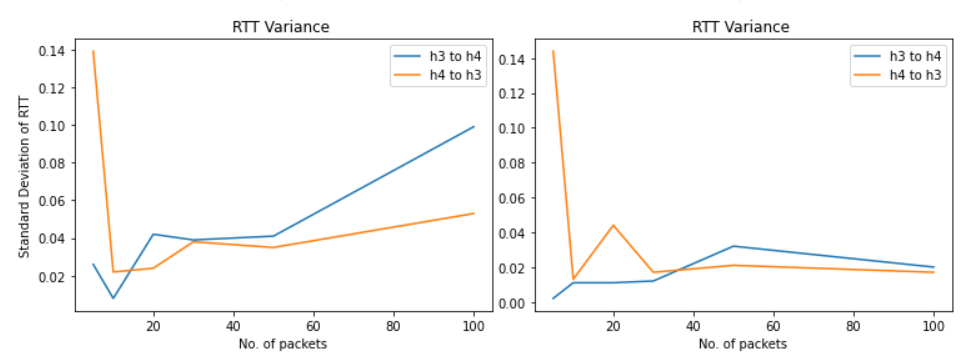 RTT Variance
h3 to h4
h4 to h3
0.14
0.12
0.10
0.08
0.06
0.04
0.02
Standard Deviation of RTT
20
40
60
80
100
No. of packets
RTT Variance
h3 to h4
h4 to h3
0.14
0.12
0.10
0.08
0.06
0.04
0.02
0.00
20
40
60
80
100
No. of packets